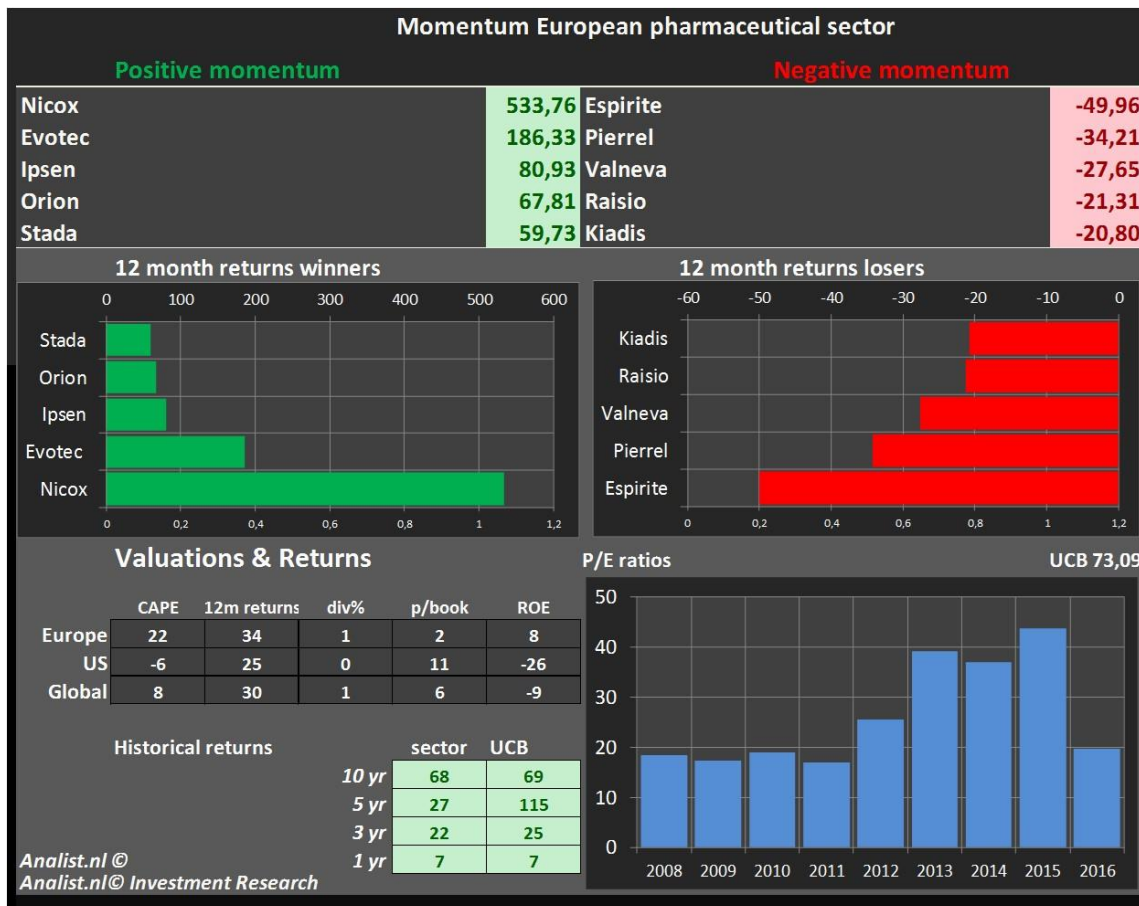 Momentum European pharmaceutical sector
Positive momentum Negative momentum
Nicox 533,76 Espirite -49,96
Evotec 186,33 Pierrel -34,21
Ipsen 80,93 Valneva -27,65
Orion 67,81 Raisio -21,31
Stada 59,73 Kiadis -20,80
12 month returns winners
0 100 200 300 400 500 600
Stada
Orion
Ipsen
Evotec
Nicox
0 0,2 0,4 0,6 0,8 1 1,2
12 month returns losers
-60 -50 -40 -30 -20 -10 0
Kiadis
Raisio
Valneva
Pierrel
Espirite
0 0,2 0,4 0,6 0,8 1 1,2
Valuations & Returns
CAPE 12m returns div% p/book ROE
Europe 22 34 1 2 8
US -6 25 0 11 -26
Global 8 30 1 6 -9
Historical returns sector UCB
10 yr 68 69
5 yr 27 115
3 yr 22 25
1 yr 7 7
Analist.nl ©
Analist.nl© Investment Research
P/E ratios UCB 73,09
50
40
30
20
10
0
2008 2009 2010 2011 2012 2013 2014 2015 2016